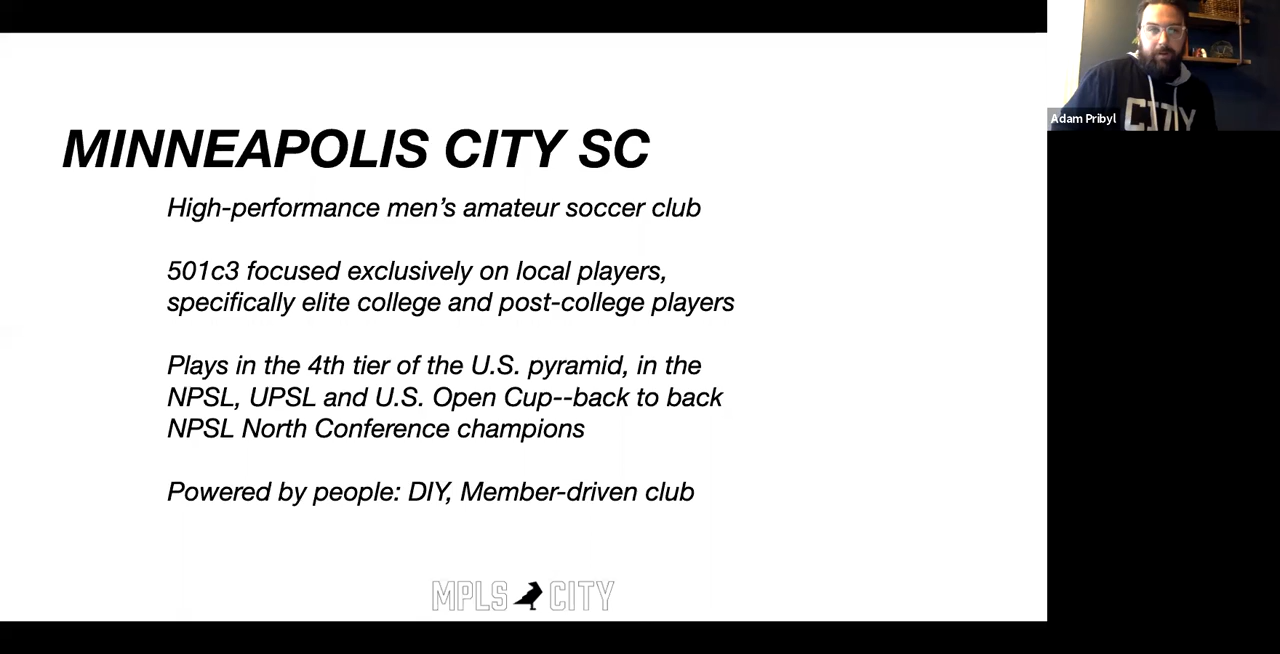 MINNEAPOLIS CITY SC
High-performance men’s amateur soccer club
501c3 focused exclusively on local players,
specifically elite college and post-college players
Plays in the 4th tier of the U.S. pyramid, in the
NPSL, UPSL and U.S. Open Cup--back to back
NPSL North Conference champions
Powered by people: DIY, Member-driven club
MPLS CITY
CITY
Adam Pribyl